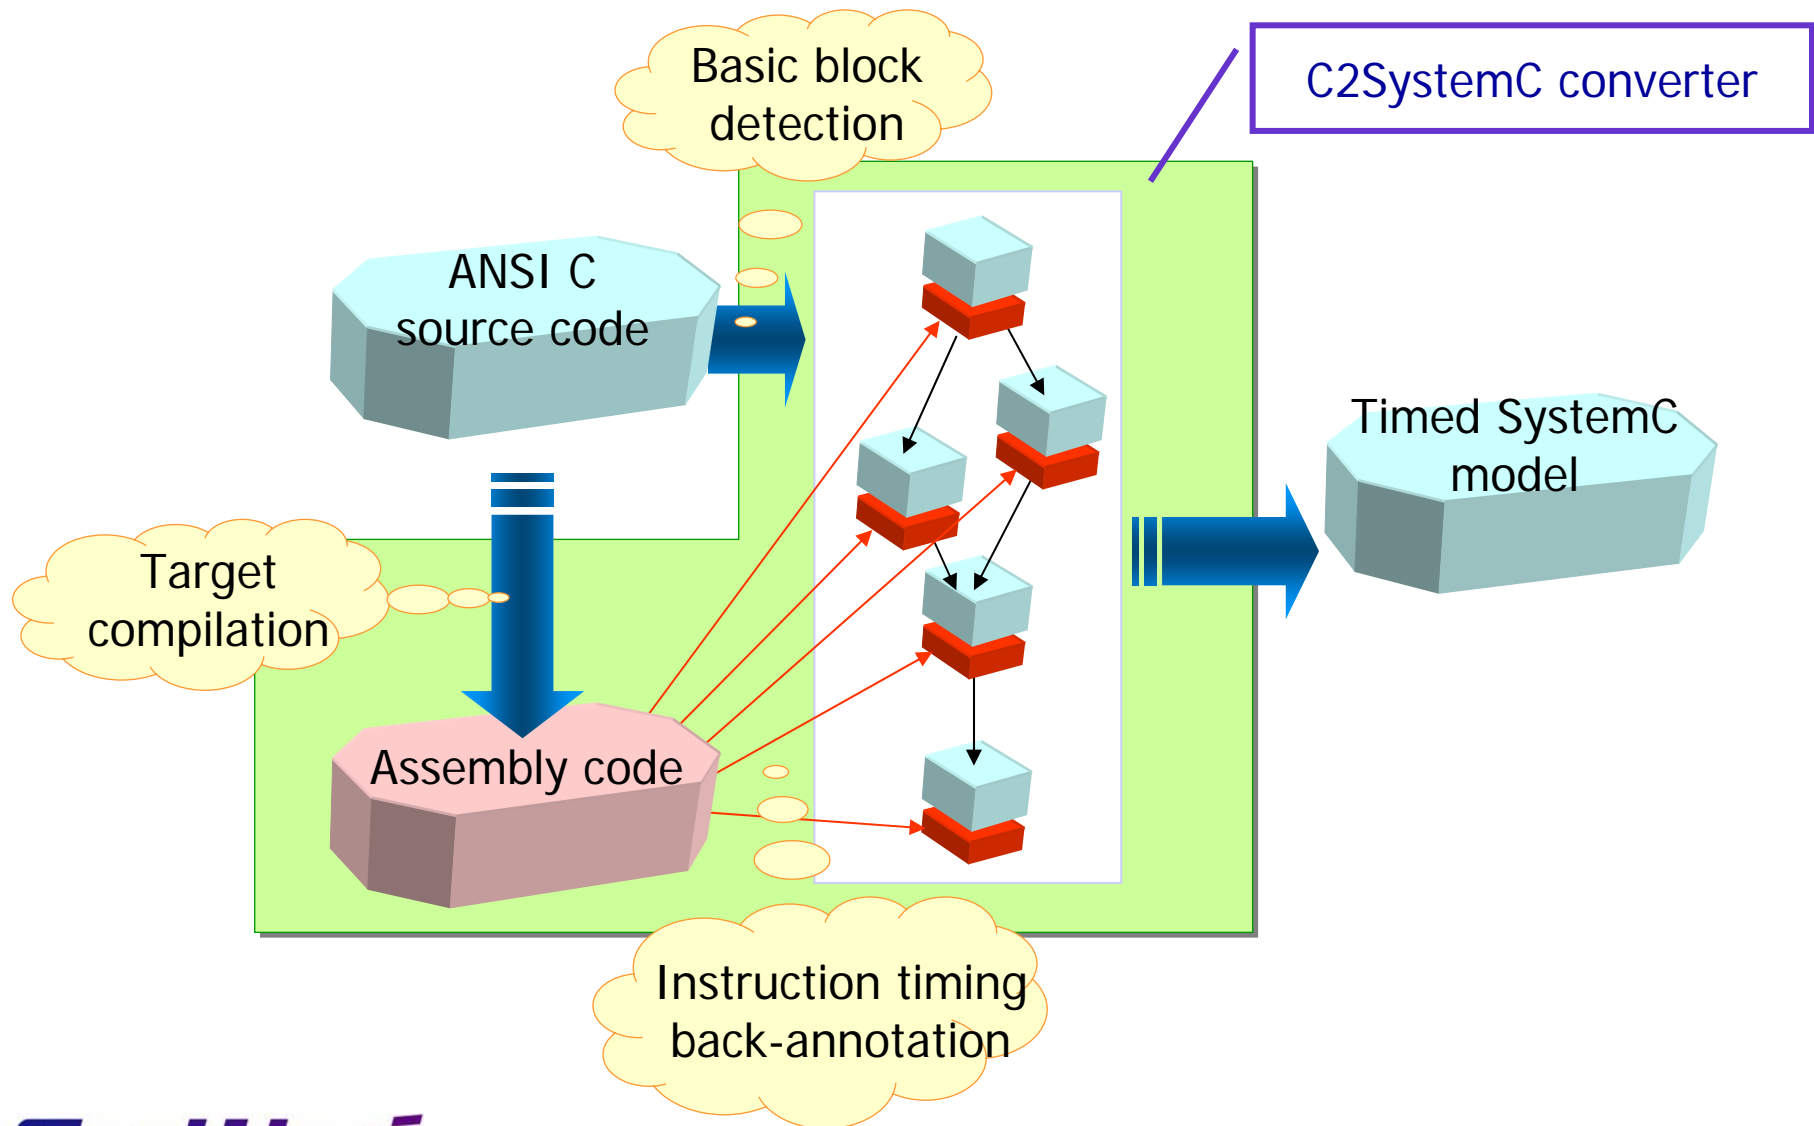 Basic block
detection
C2SystemC converter
ANSI C
source code
Timed SystemC
model
Target
compilation
Assembly code
Instruction timing
back-annotation